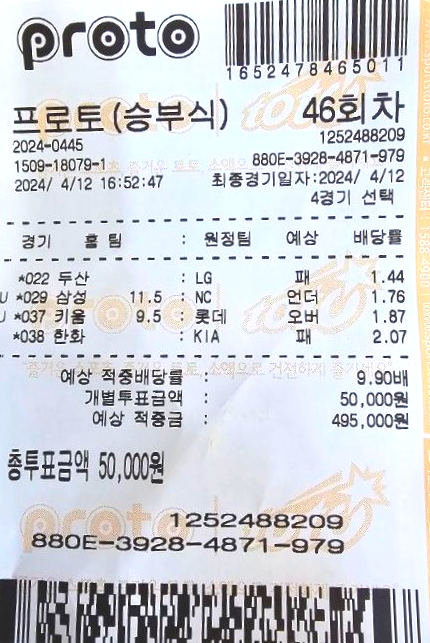 proto
1652478465011
프로토(승부식) 46회차
2024-0445 1252488209
1509-18079-1 880E-3928-4871-979
2024/ 4/12 16:52:47 최종경기일자:2024/ 4/12
4경기 선택
경기 홈 팀 : 원정팀 예상 배당률
*022 두산 : LG 패 1.44
U *029 삼성 11.5 : NC 언더 1.76
U *037 키움 9.5 : 롯데 오버 1.87
*038 한화 : KIA 패 2.07
예상 적중배당률 : 9.90배
개별투표금액 : 50,000원
예상 적중금 : 495,000원
총투표금액 50,000원
1252488209
880E-3928-4871-979